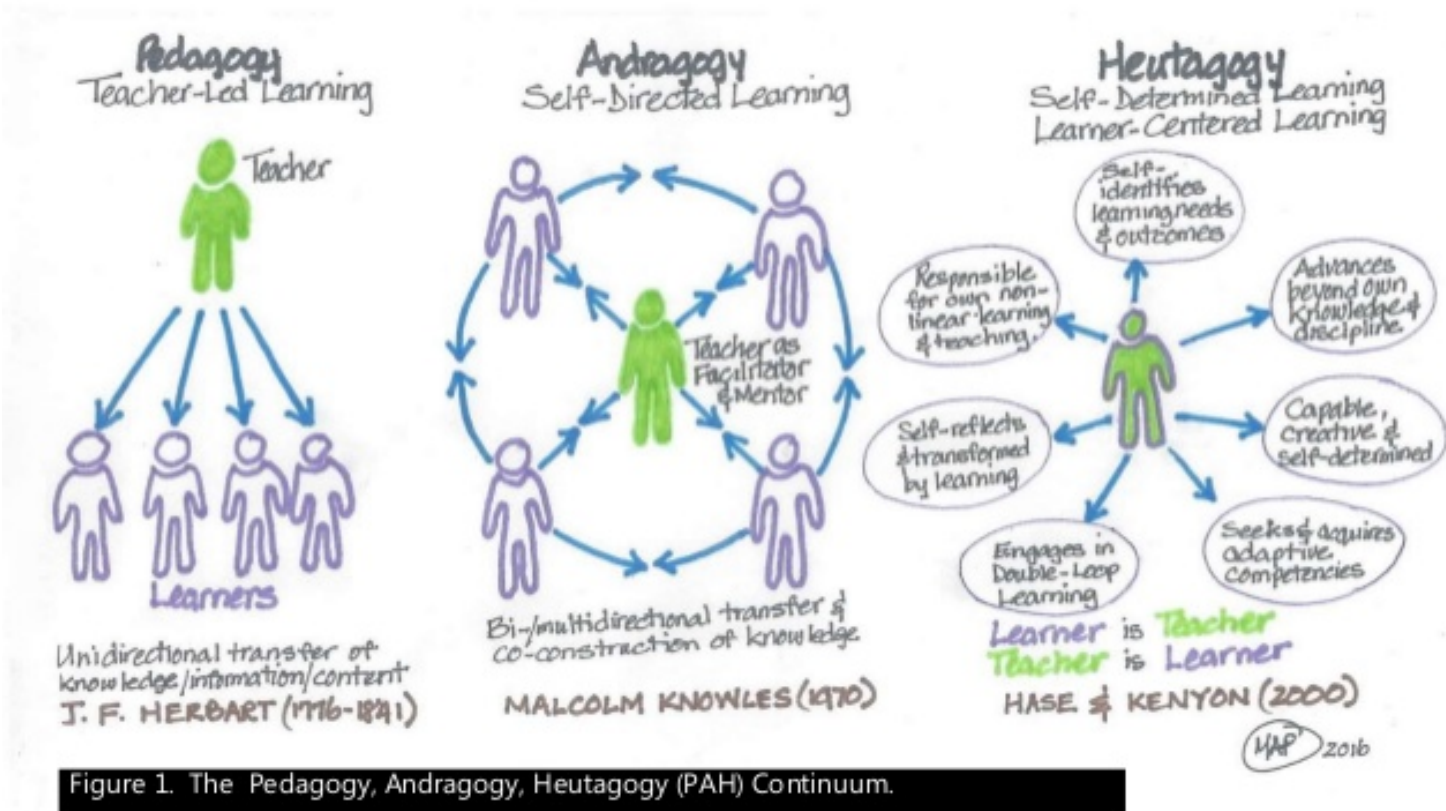 Pedagogy
Teacher-Led Learning
Teacher
Learners
Unidirectional transfer of
knowledge/information/content
J. F. HERBART (1776-1841)
Andragogy
Self-Directed Learning
Teacher as
Facilitator
& Mentor
Bi-/multidirectional transfer &
co-construction of knowledge
MALCOLM KNOWLES (1970)
Heutagogy
Self-Determined Learning
Learner-Centered Learning
Self-
identifies
learning needs
& outcomes
Responsible
for own non-
linear learning
& teaching.
Advances
beyond own
knowledge &
discipline
Self-reflects
& transformed
by learning
Capable,
creative &
self-determined
Engages in
Double-Loop
Learning
Seeks & acquires
adaptive
competencies
Learner is Teacher
Teacher is Learner
HASE & KENYON (2000)
MAP 2016
Figure 1. The Pedagogy, Andragogy, Heutagogy (PAH) Continuum.